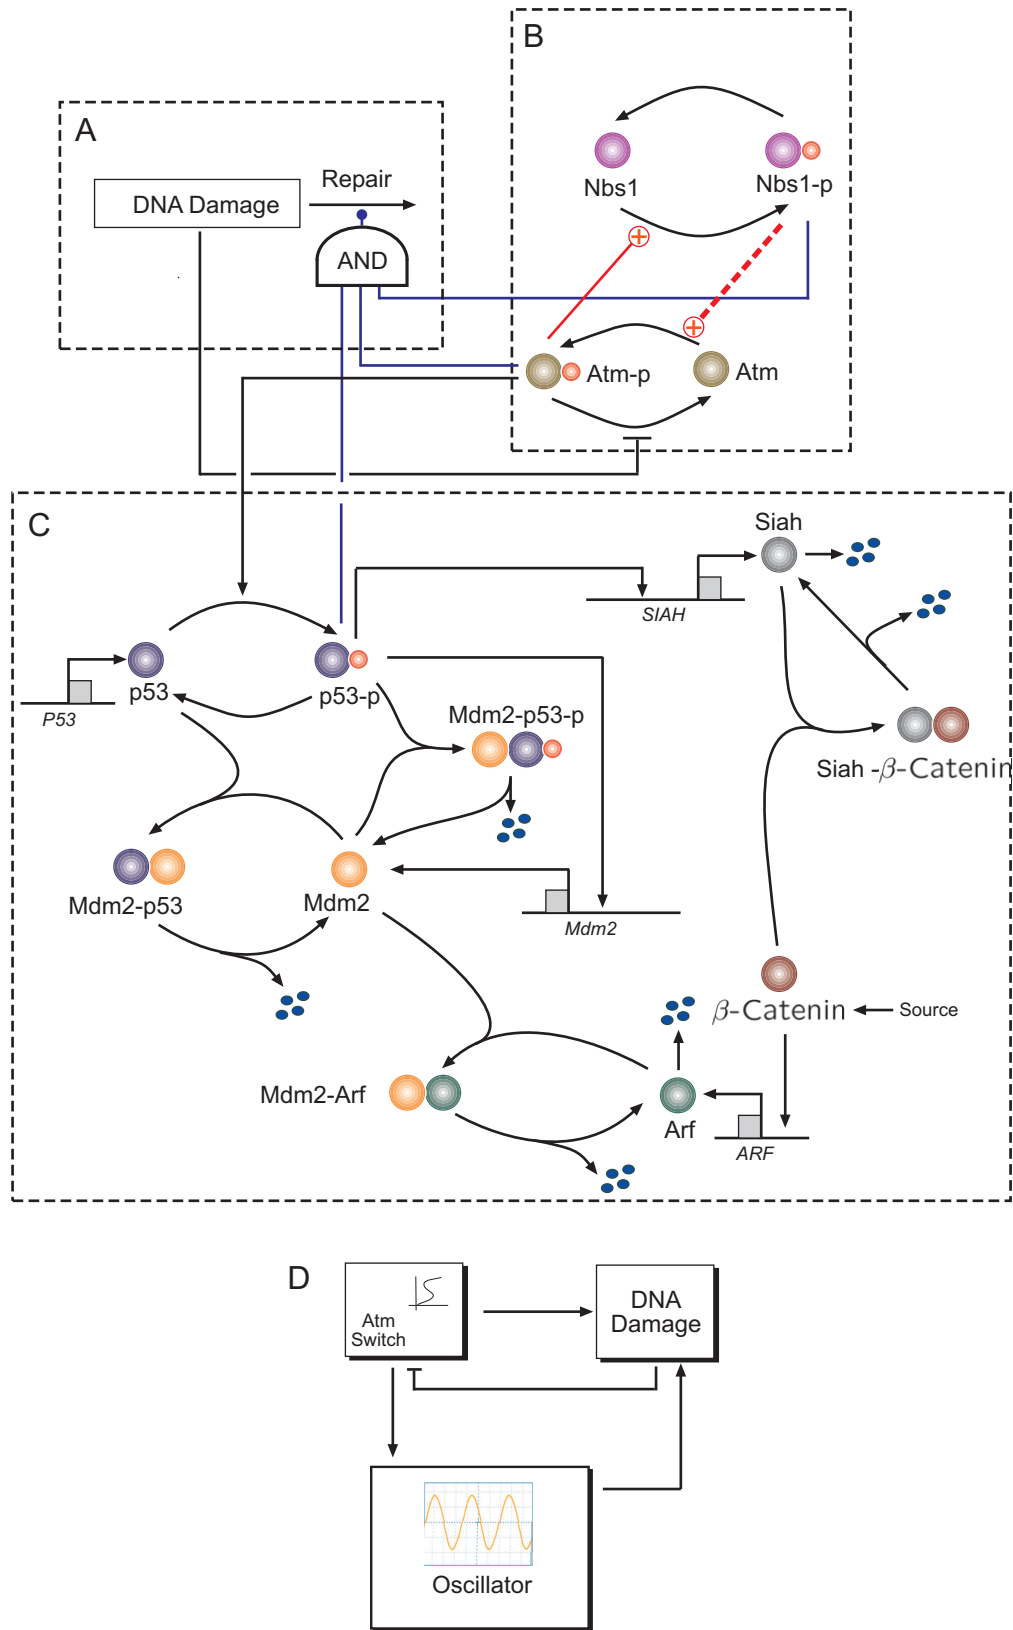 B
A
Repair
DNA Damage
AND
Nbs1
Nbs1-p
Atm-p
Atm
C
Siah
SIAH
p53
p53-p
P53
Mdm2-p53-p
Siah -β-Catenin
Mdm2-p53
Mdm2
Mdm2
β-Catenin
Source
Mdm2-Arf
Arf
ARF
D
Atm
Switch
DNA
Damage
Oscillator